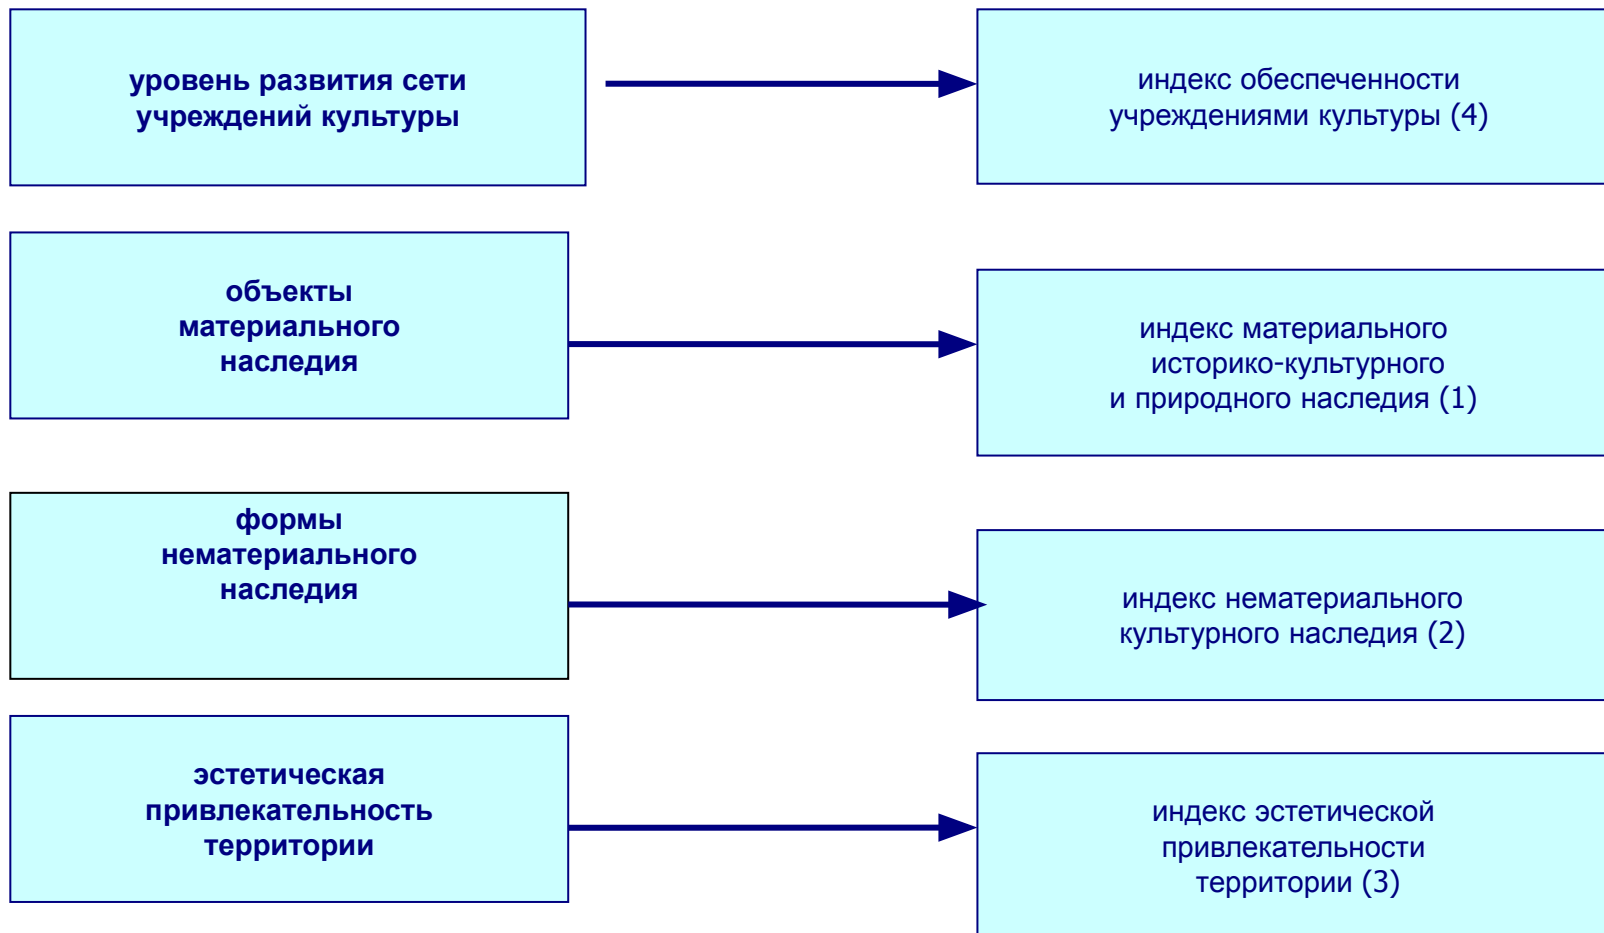 уровень развития сети
учреждений культуры
индекс обеспеченности
учреждениями культуры (4)
объекты
материального
наследия
индекс материального
историко-культурного
и природного наследия (1)
формы
нематериального
наследия
индекс нематериального
культурного наследия (2)
эстетическая
привлекательность
территории
индекс эстетической
привлекательности
территории (3)